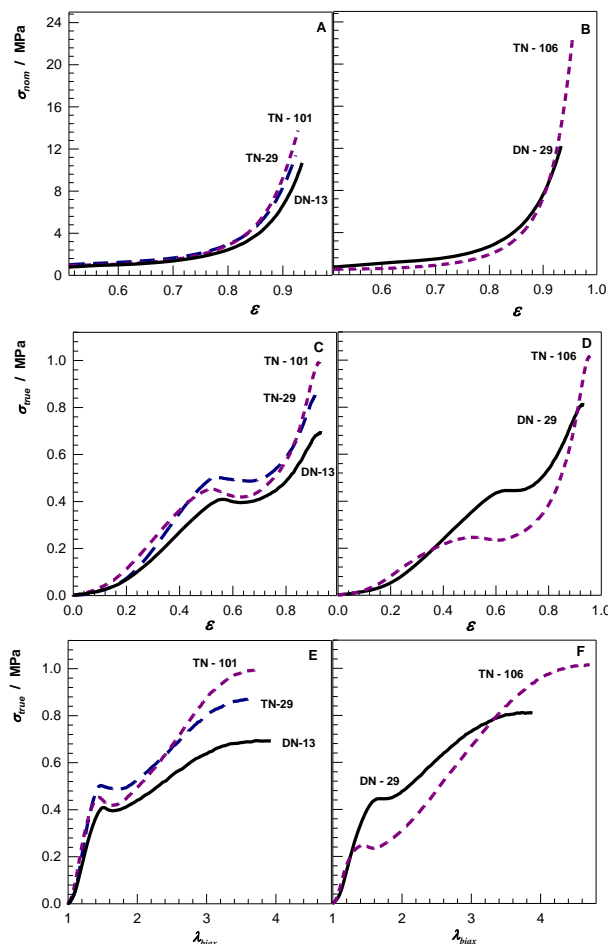 A
B
24
20
16
12
8
4
0
σnom / MPa
TN - 101
TN-29
DN-13
TN - 106
DN - 29
0.6 0.7 0.8 0.9
0.6 0.7 0.8 0.9 1.0
ε
ε
C
D
1.0
0.8
0.6
0.4
0.2
0.0
σtrue / MPa
TN - 101
TN-29
DN-13
TN - 106
DN - 29
0.0 0.2 0.4 0.6 0.8
0.0 0.2 0.4 0.6 0.8 1.0
ε
ε
E
F
1.0
0.8
0.6
0.4
0.2
0.0
σtrue / MPa
TN - 101
TN-29
DN-13
TN - 106
DN - 29
1 2 3 4
1 2 3 4
λbiax
λbiax